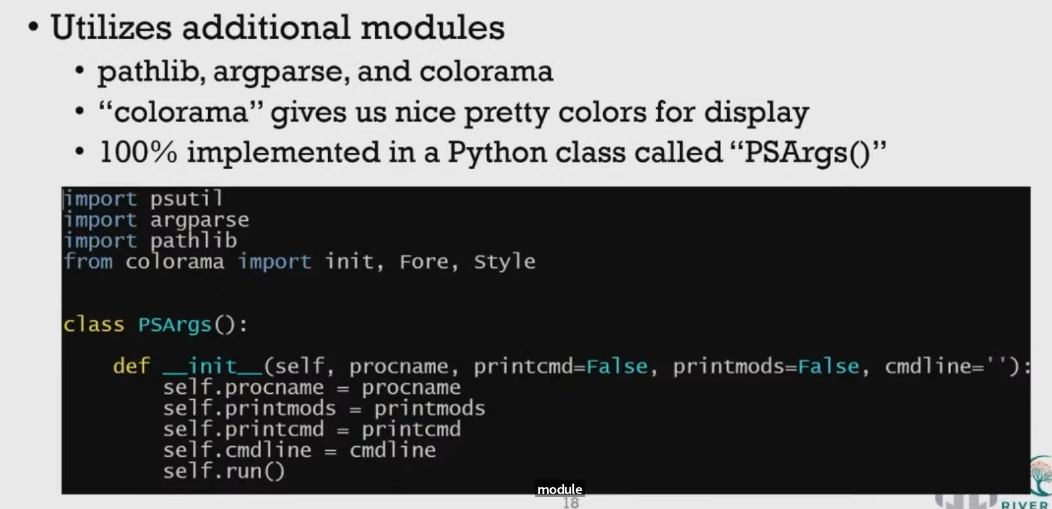 • Utilizes additional modules
• pathlib, argparse, and colorama
• “colorama” gives us nice pretty colors for display
• 100% implemented in a Python class called “PSArgs()”
import psutil
import argparse
import pathlib
from colorama import init, Fore, Style
class PSArgs():
def __init__(self, procname, printcmd=False, printmods=False, cmdline=''):
self.procname = procname
self.printmods = printmods
self.printcmd = printcmd
self.cmdline = cmdline
self.run()
module
18
RIVER